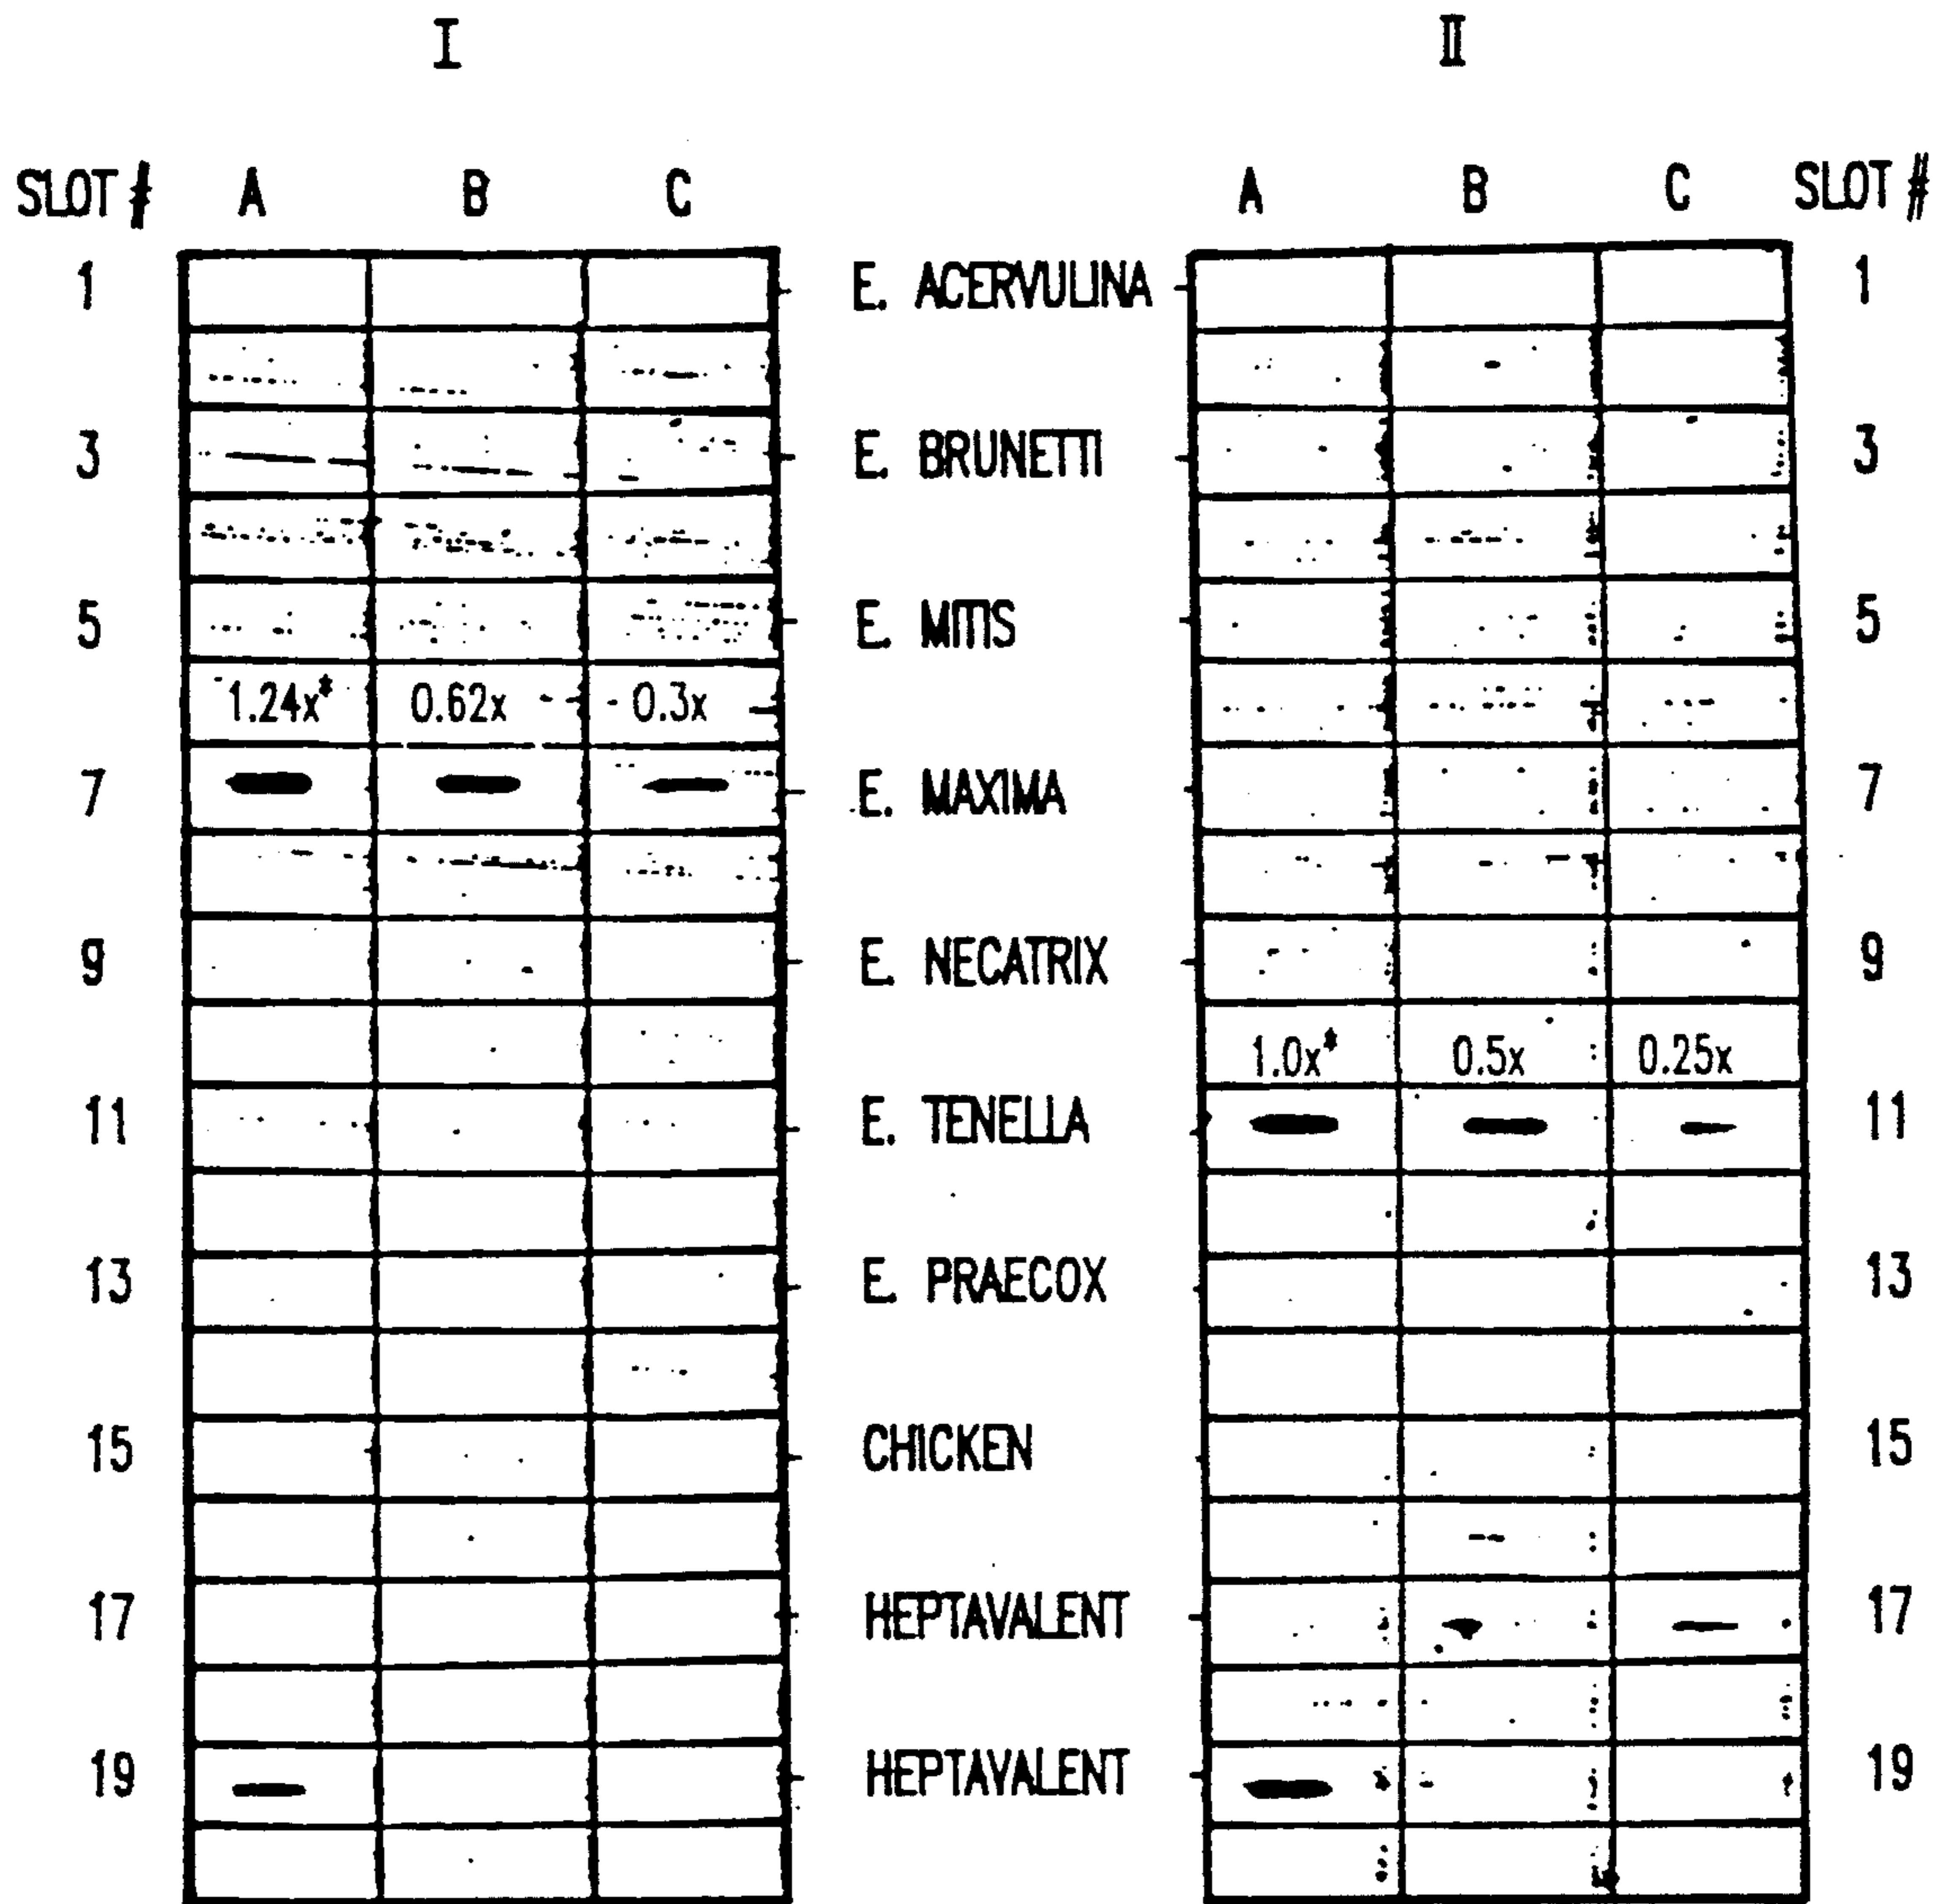 I II
SLOT # A B C A B C SLOT #
1 E. ACERVULINA 1
3 E. BRUNETTI 3
5 E. MITIS 5
1.24x* 0.62x 0.3x
7 E. MAXIMA 7
9 E. NECATRIX 9
1.0x* 0.5x 0.25x
11 E. TENELLA 11
13 E. PRAECOX 13
15 CHICKEN 15
17 HEPTAVALENT 17
19 HEPTAVALENT 19